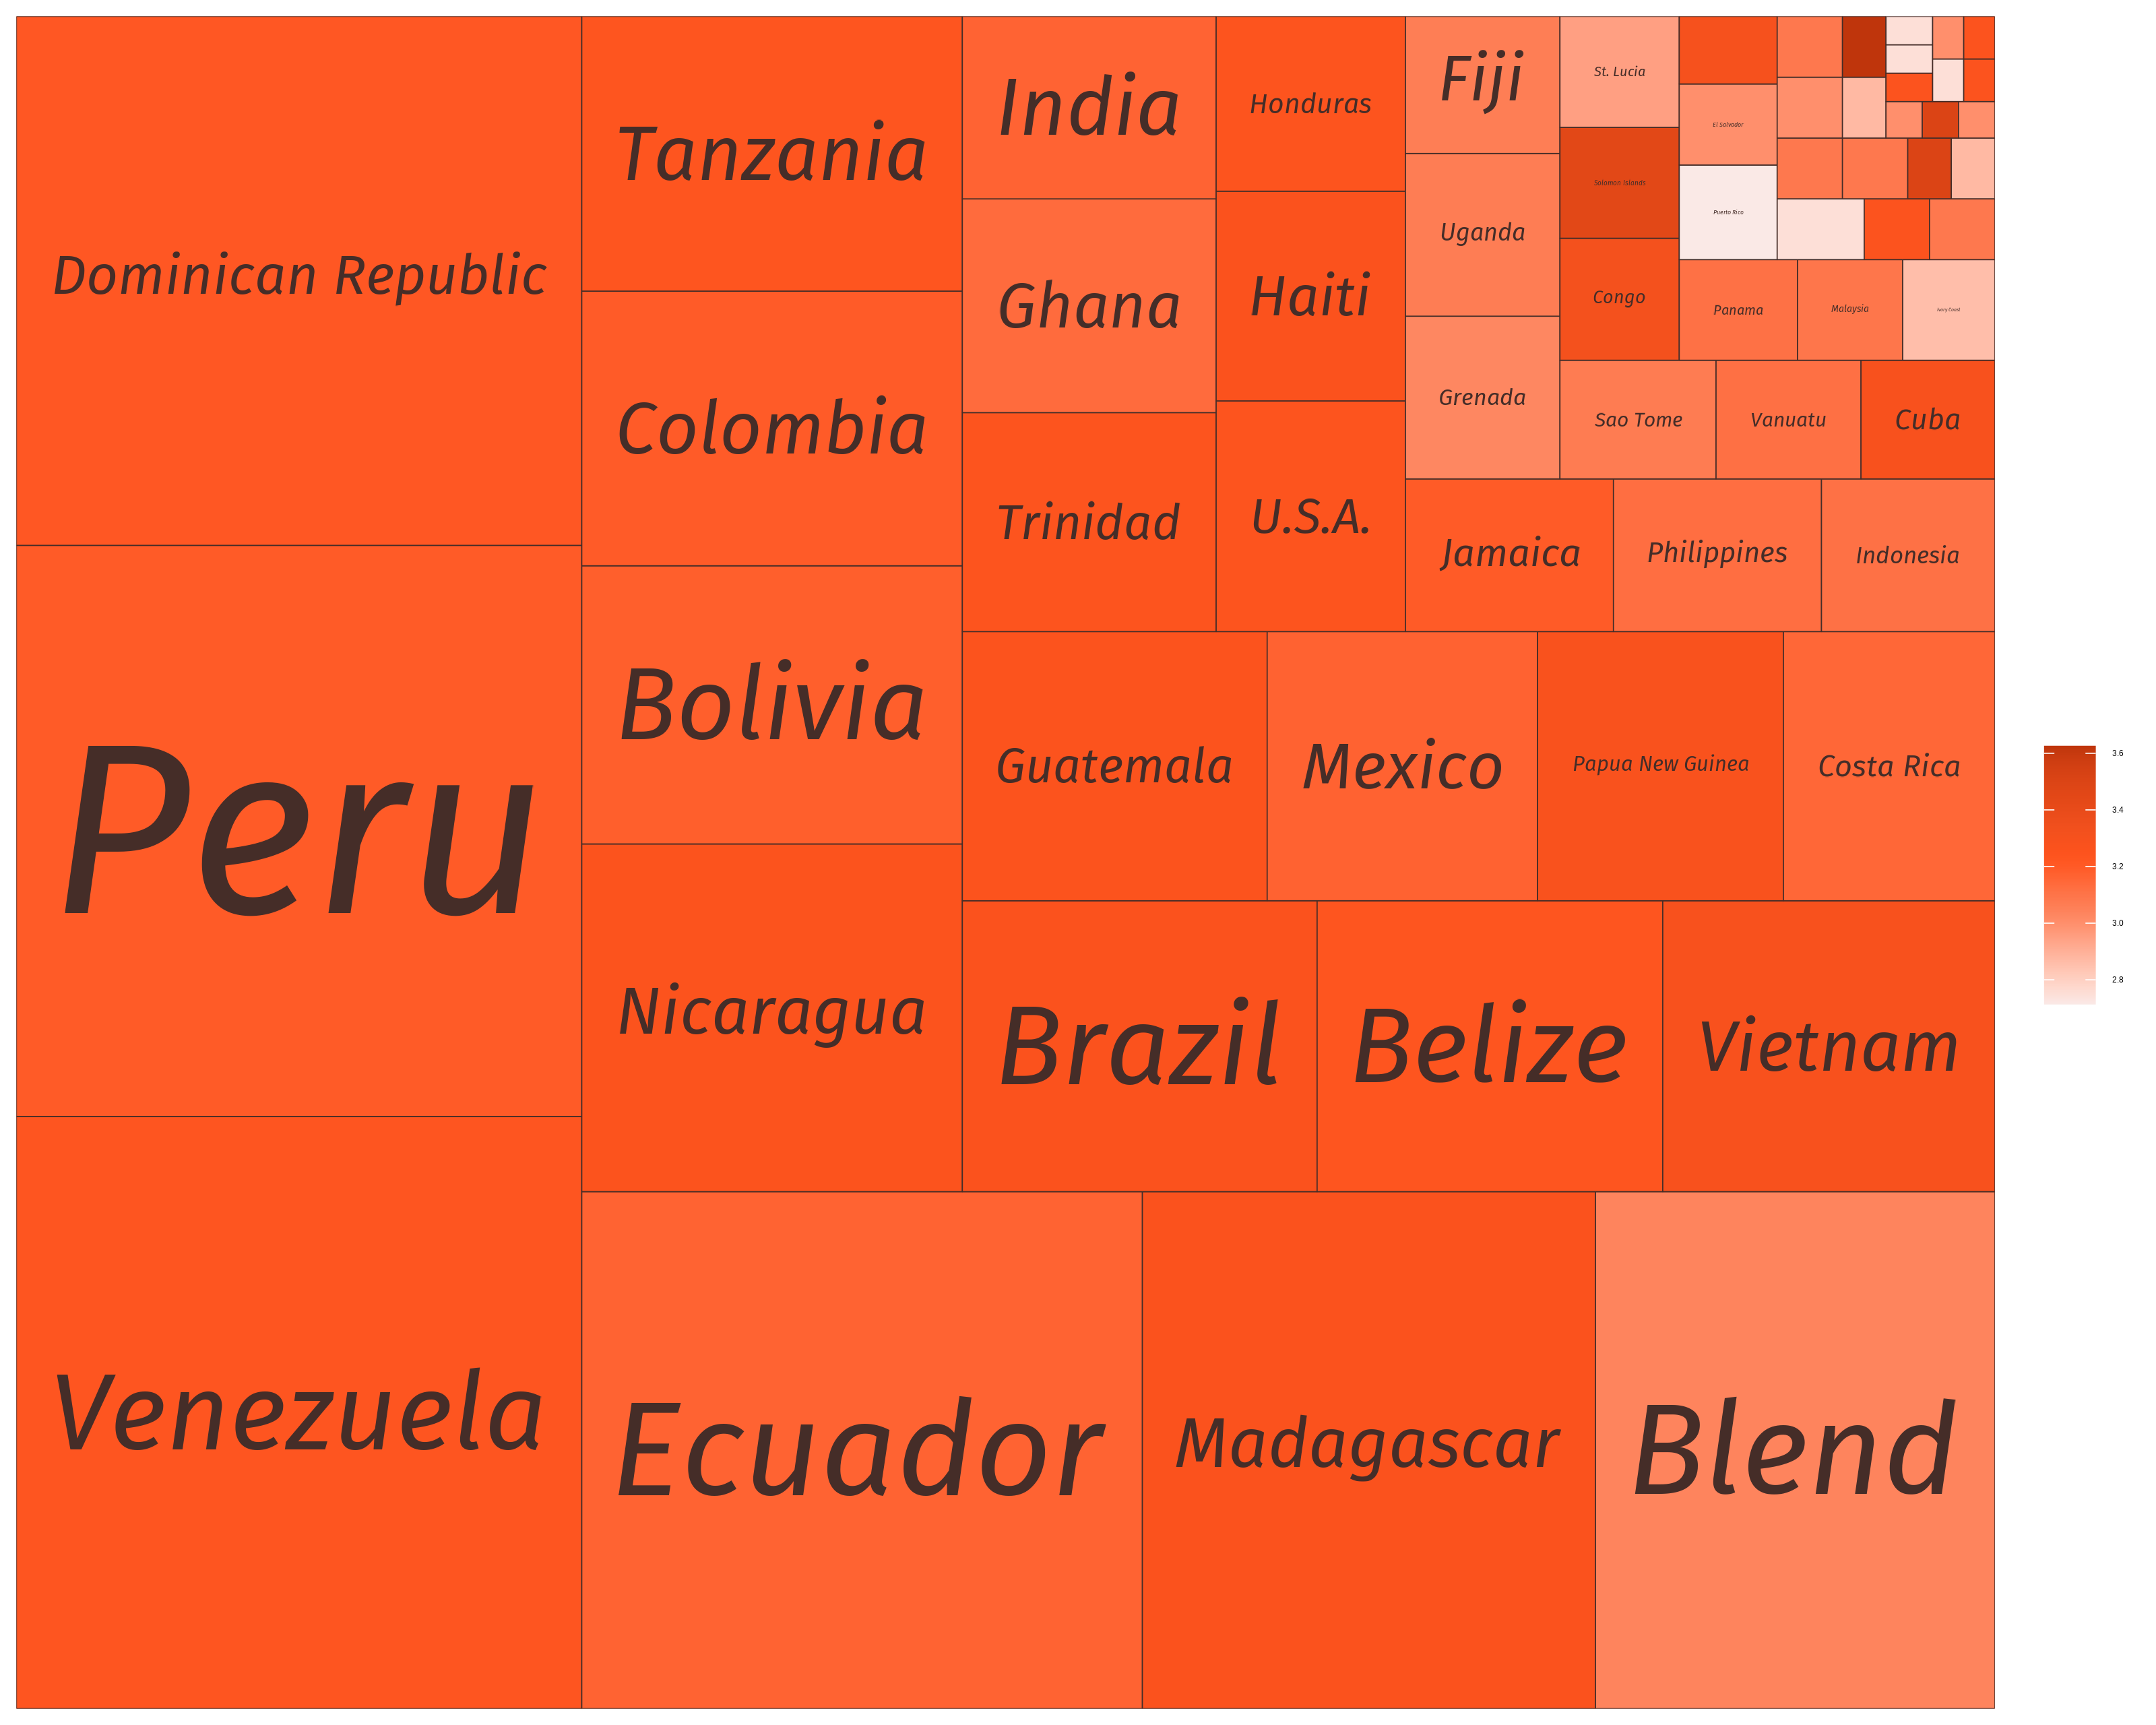 Dominican Republic
Peru
Venezuela
Tanzania
Colombia
Bolivia
Nicaragua
Ecuador
Madagascar
Blend
India
Ghana
Trinidad
Honduras
Haiti
U.S.A.
Guatemala
Mexico
Papua New Guinea
Costa Rica
Brazil
Belize
Vietnam
Fiji
Uganda
Grenada
Jamaica
Philippines
Indonesia
St. Lucia
Solomon Islands
Congo
Sao Tome
Vanuatu
Cuba
El Salvador
Puerto Rico
Panama
Malaysia
Ivory Coast
3.6
3.4
3.2
3.0
2.8